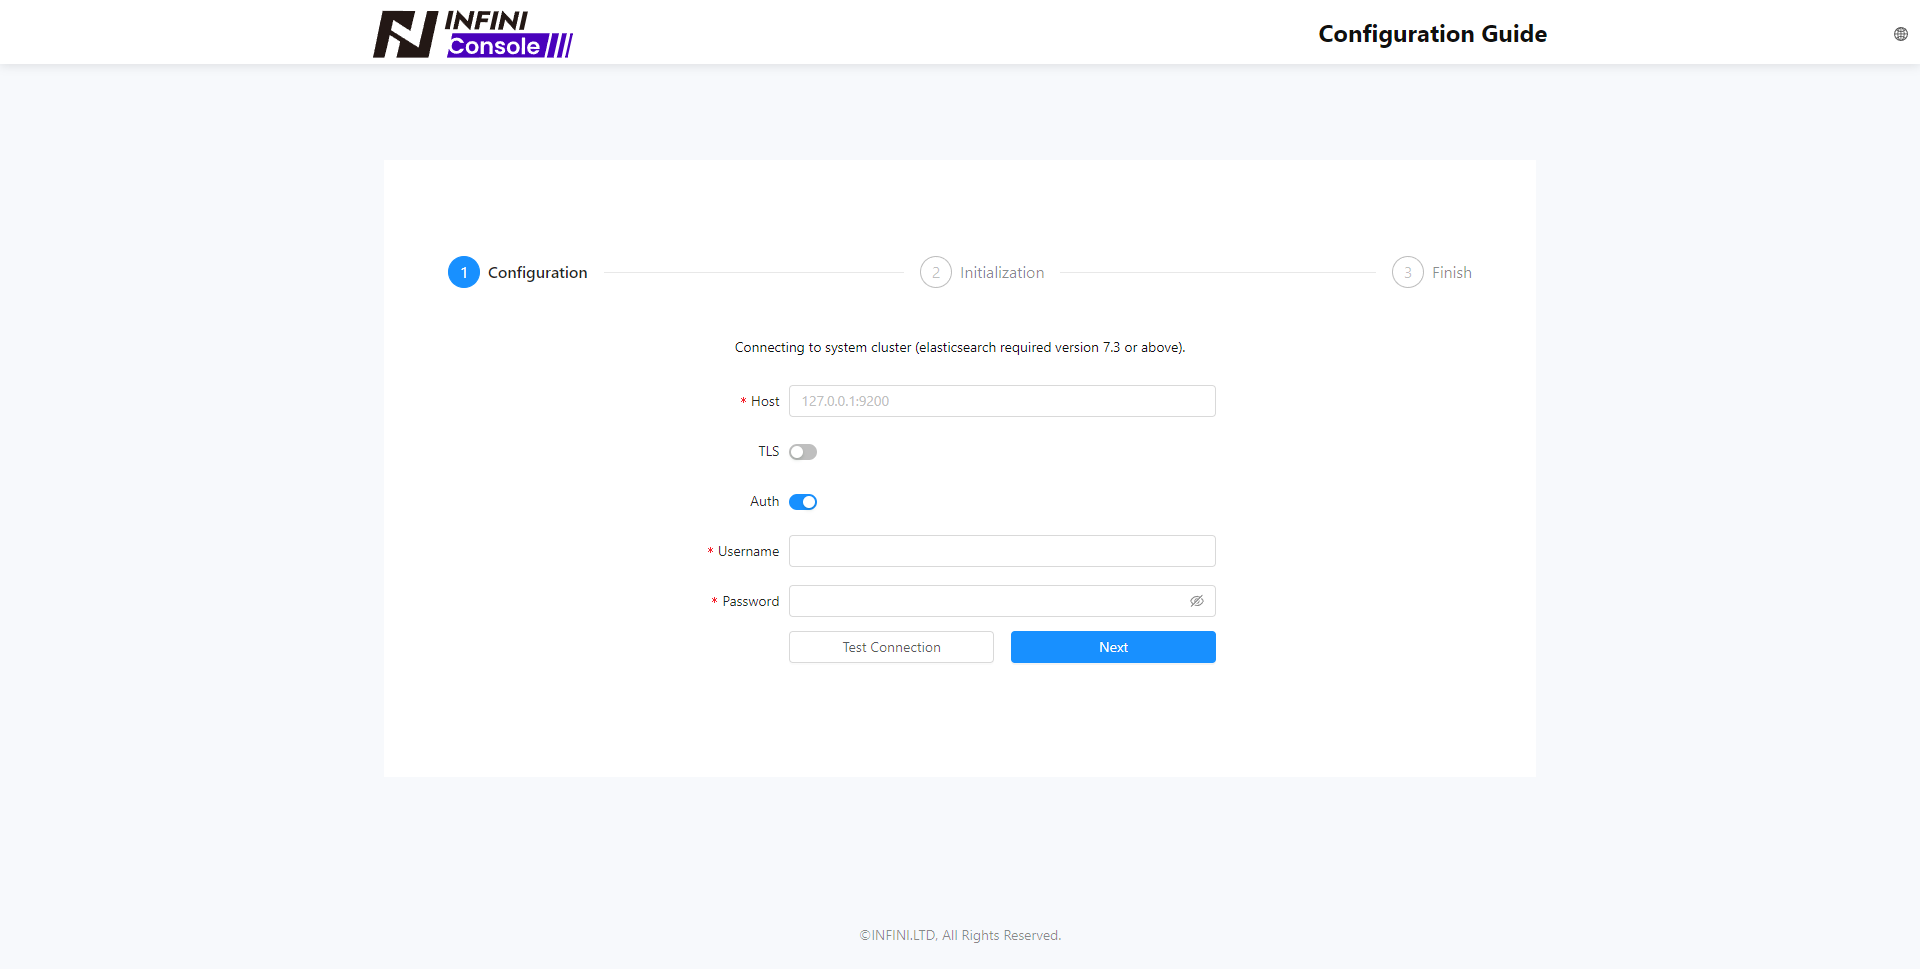 INFINI
Console
Configuration Guide
1 Configuration
2 Initialization
3 Finish
Connecting to system cluster (elasticsearch required version 7.3 or above).
* Host
127.0.0.1:9200
TLS
Auth
* Username
* Password
Test Connection
Next
©INFINI.LTD, All Rights Reserved.